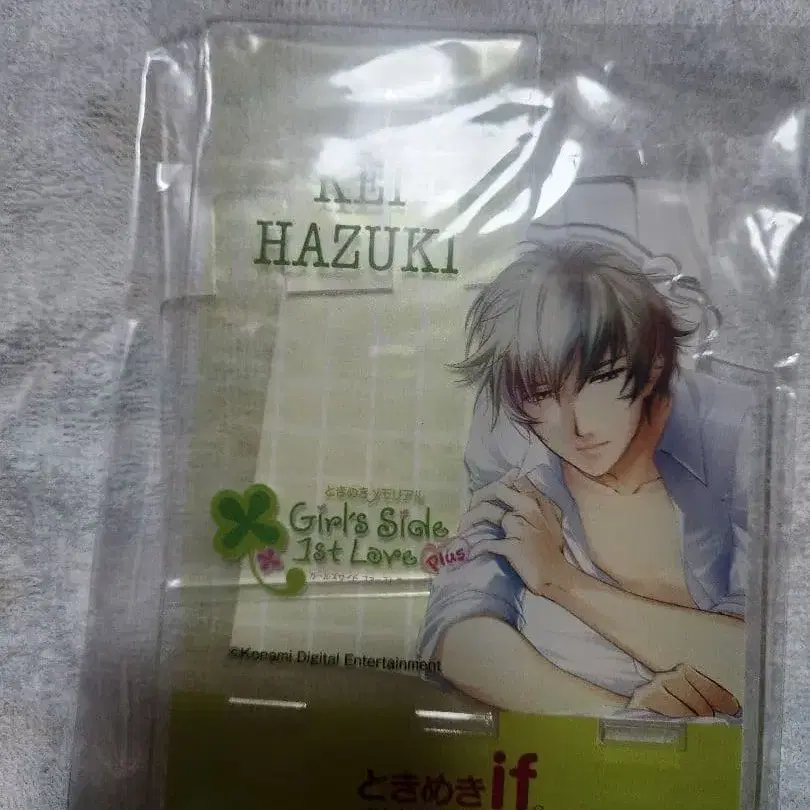 KEI
HAZUKI
ときめきメモリアル
Girl's Side
1st Love plus
©Konami Digital Entertainment
ときめきif